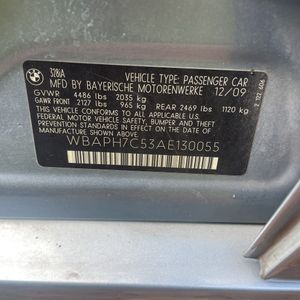 BMW
328iA
VEHICLE TYPE: PASSENGER CAR
MFD BY BAYERISCHE MOTORENWERKE 12/09
GVWR 4486 lbs 2035 kg
GAWR FRONT 2127 lbs 965 kg REAR 2469 lbs 1120 kg
THIS VEHICLE CONFORMS TO ALL APPLICABLE
U.S. FEDERAL MOTOR VEHICLE SAFETY,
BUMPER, AND THEFT PREVENTION STANDARDS
IN EFFECT ON THE DATE OF MANUFACTURE
SHOWN ABOVE.
WBAPH7C53AE130055